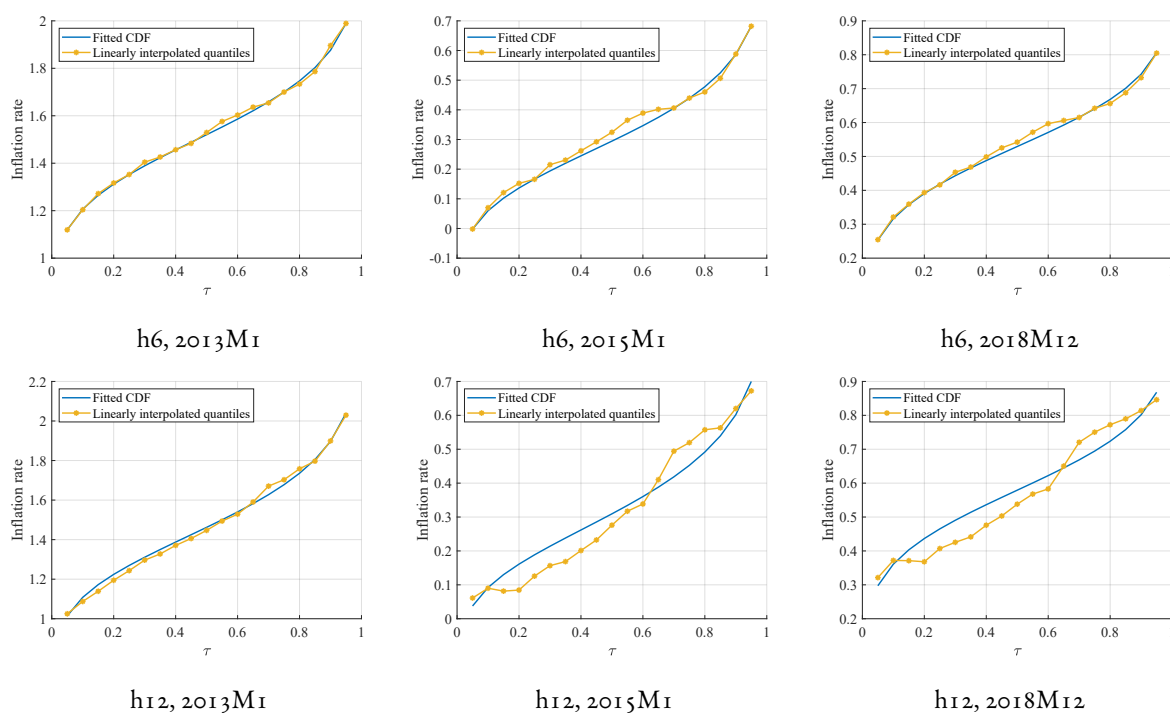 2
1.8
1.6
1.4
1.2
1
0 0.2 0.4 0.6 0.8 1
Inflation rate
τ
Fitted CDF
Linearly interpolated quantiles
h6, 2013M1
0.7
0.6
0.5
0.4
0.3
0.2
0.1
0
-0.1
0 0.2 0.4 0.6 0.8 1
Inflation rate
τ
Fitted CDF
Linearly interpolated quantiles
h6, 2015M1
0.9
0.8
0.7
0.6
0.5
0.4
0.3
0.2
0 0.2 0.4 0.6 0.8
Inflation rate
τ
Fitted CDF
Linearly interpolated quantiles
h6, 2018M12
2.2
2
1.8
1.6
1.4
1.2
1
0 0.2 0.4 0.6 0.8 1
Inflation rate
τ
Fitted CDF
Linearly interpolated quantiles
h12, 2013M1
0.7
0.6
0.5
0.4
0.3
0.2
0.1
0
0 0.2 0.4 0.6 0.8 1
Inflation rate
τ
Fitted CDF
Linearly interpolated quantiles
h12, 2015M1
0.9
0.8
0.7
0.6
0.5
0.4
0.3
0.2
0 0.2 0.4 0.6 0.8
Inflation rate
τ
Fitted CDF
Linearly interpolated quantiles
h12, 2018M12